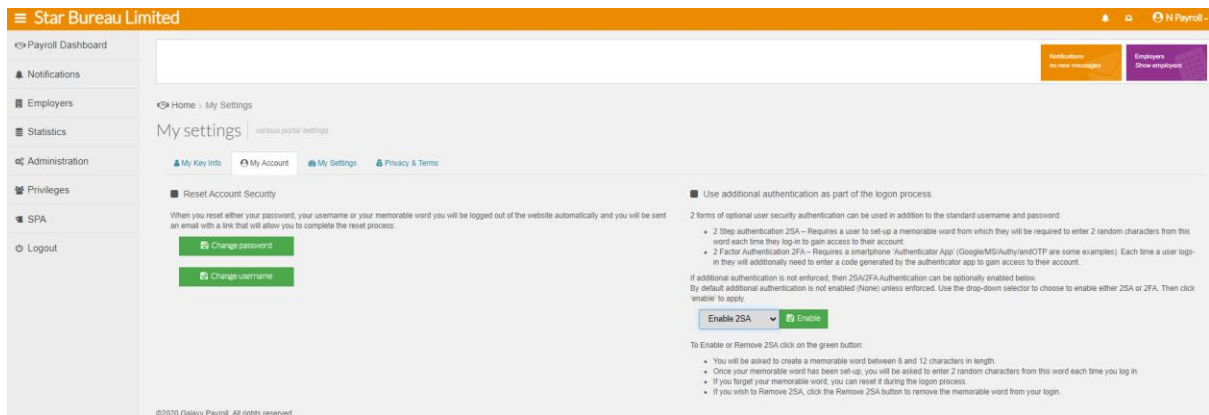 Star Bureau Limited
N Payroll
Payroll Dashboard
Notifications
Employers
Statistics
Administration
Privileges
SPA
Logout
Notifications
no new messages
Employers
Show employers
Home > My Settings
My settings
various portal settings
My Key Info
My Account
My Settings
Privacy & Terms
Reset Account Security
When you reset either your password, your username or your memorable word you will be logged out of the website automatically and you will be sent
an email with a link that will allow you to complete the reset process:
Change password
Change username
Use additional authentication as part of the logon process
2 forms of optional user security authentication can be used in addition to the standard username and password:
• 2 Step authentication 2SA – Requires a user to set-up a memorable word from which they will be required to enter 2 random characters from this
word each time they log-in to gain access to their account.
• 2 Factor Authentication 2FA – Requires a smartphone 'Authenticator App' (Google/MS/Authy/andOTP are some examples). Each time a user logs-
in they will additionally need to enter a code generated by the authenticator app to gain access to their account.
If additional authentication is not enforced, then 2SA/2FA Authentication can be optionally enabled below.
By default additional authentication is not enabled (None) unless enforced. Use the drop-down selector to choose to enable either 2SA or 2FA. Then click
'enable' to apply.
Enable 2SA
Enable
To Enable or Remove 2SA click on the green button:
• You will be asked to create a memorable word between 6 and 12 characters in length.
• Once your memorable word has been set-up, you will be asked to enter 2 random characters from this word each time you log in.
• If you forget your memorable word, you can reset it during the logon process.
• If you wish to Remove 2SA, click the Remove 2SA button to remove the memorable word from your login.
©2020 Galaxy Payroll. All rights reserved.